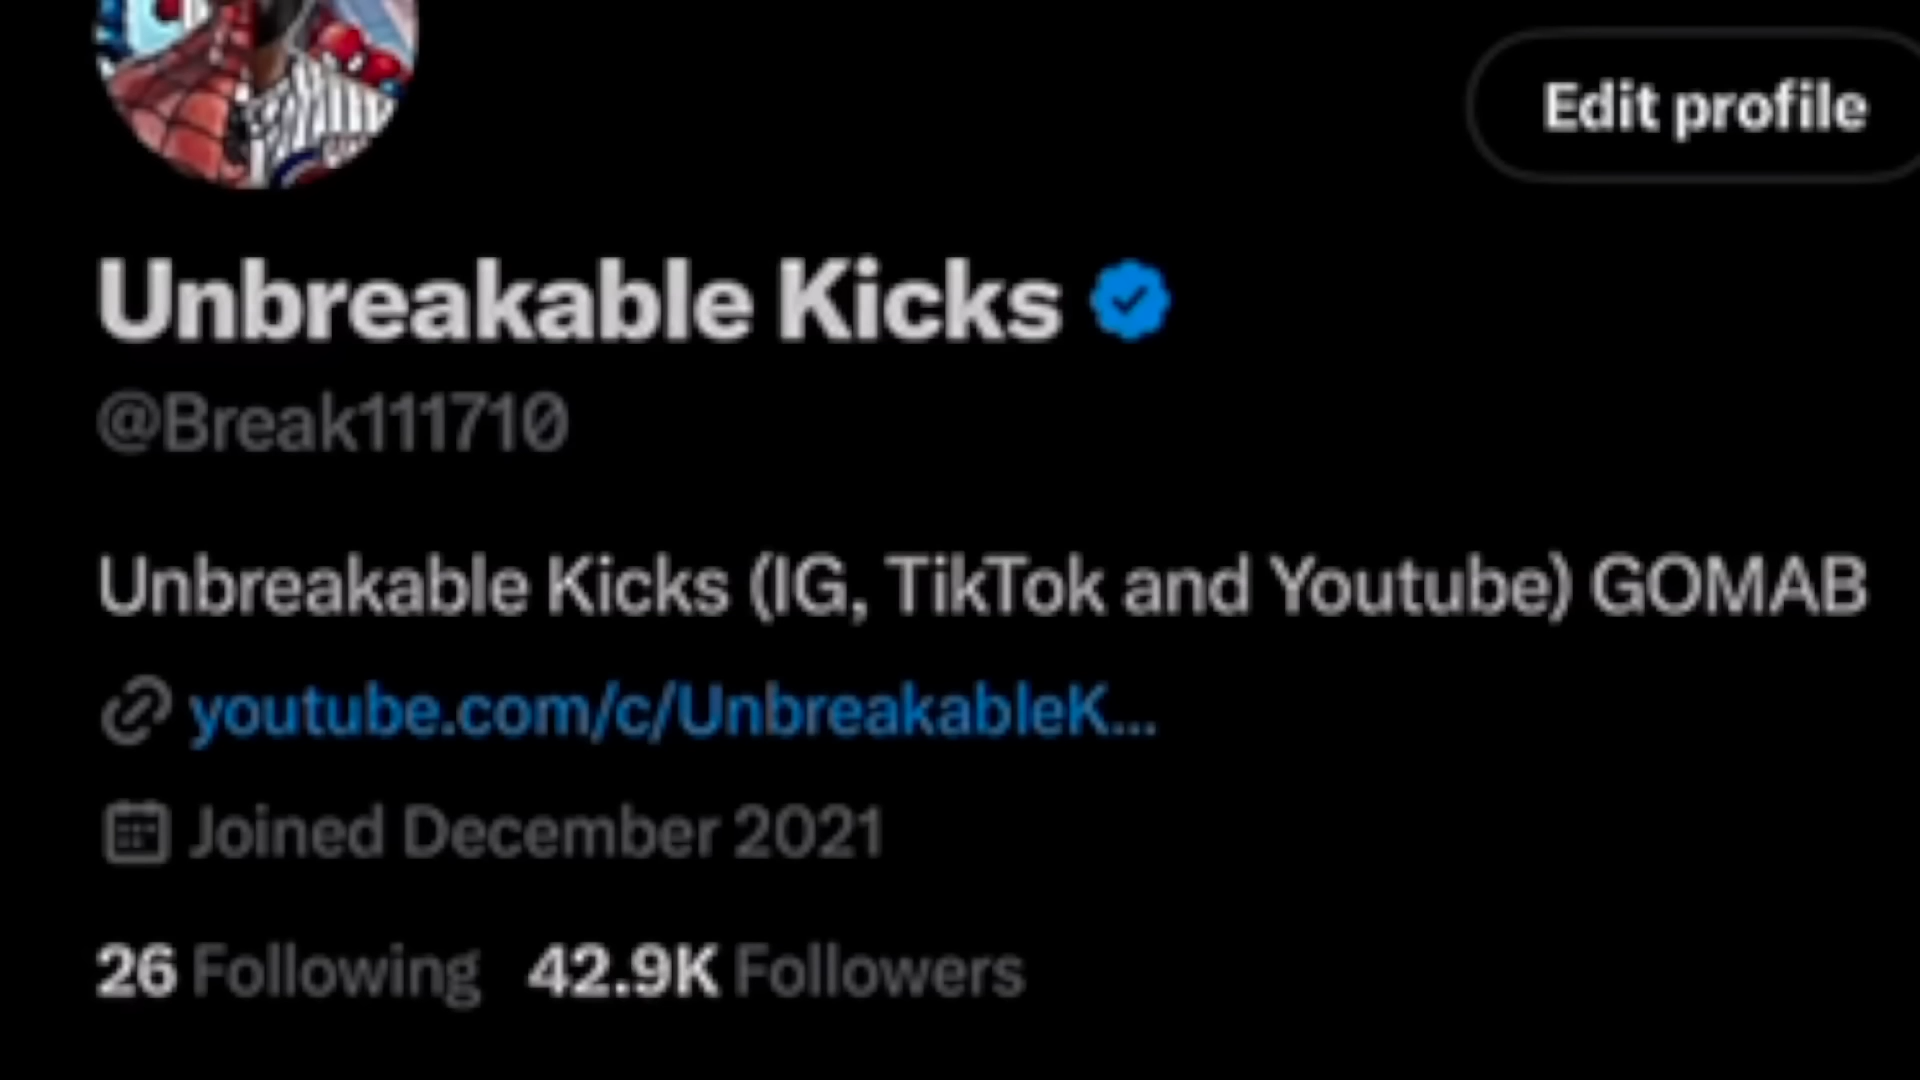 Edit profile
Unbreakable Kicks
@Break111710
Unbreakable Kicks (IG, TikTok and Youtube) GOMAB
youtube.com/c/UnbreakableK...
Joined December 2021
26 Following 42.9K Followers